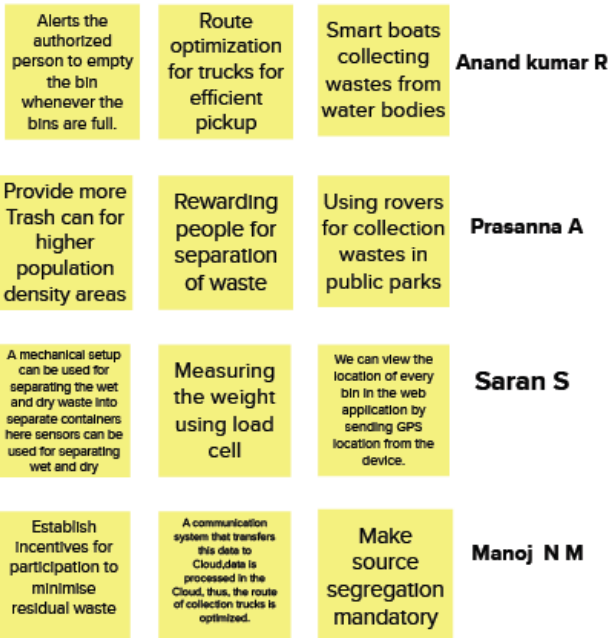 Alerts the
authorized
person to empty
the bin
whenever the
bins are full.
Route
optimization
for trucks for
efficient
pickup
Smart boats
collecting
wastes from
water bodies
Anand kumar R
Provide more
Trash can for
higher
population
density areas
Rewarding
people for
separation
of waste
Using rovers
for collection
wastes in
public parks
Prasanna A
A mechanical setup
can be used for
separating the wet
and dry waste into
separate containers
here sensors can be
used for separating
wet and dry
Measuring
the weight
using load
cell
We can view the
location of every
bin in the web
application by
sending GPS
location from the
device.
Saran S
Establish
incentives for
participation to
minimise
residual waste
A communication
system that transfers
this data to
Cloud,data is
processed in the
Cloud, thus, the route
of collection trucks is
optimized.
Make
source
segregation
mandatory
Manoj N M